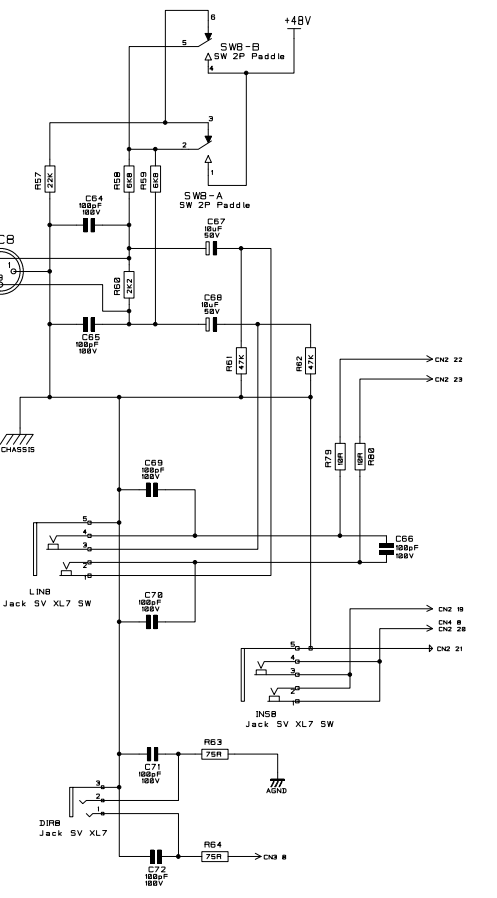 6
+48V
5
SW8-B
SW 2P Paddle
4
3
2
1
R57
22K
R58
6K8
R59
6K8
SW8-A
SW 2P Paddle
C64
100pF
100V
C67
10uF
50V
C8
1
3
R60
2K2
C68
10uF
50V
C65
100pF
100V
R61
47K
R62
47K
CN2 22
CN2 23
CHASSIS
R79
10R
10R
R80
C69
100pF
100V
5
4
3
2
1
C66
100pF
100V
LIN8
Jack SV XL7 SW
C70
100pF
100V
CN2 19
CN4 8
CN2 20
CN2 21
5
4
3
2
1
INS8
Jack SV XL7 SW
R63
75R
C71
100pF
100V
AGND
3
2
1
DIR8
Jack SV XL7
R64
75R
CN3 8
C72
100pF
100V